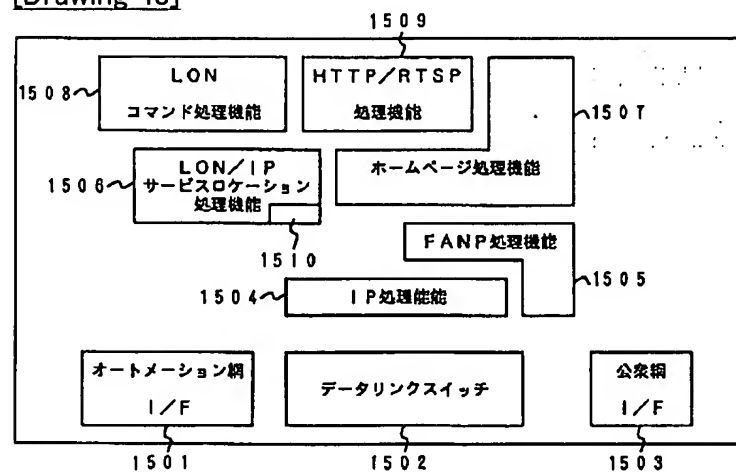 1509
LON
コマンド処理機能
HTTP/RTSP
処理機能
1508
1507
LON/IP
サービスロケーション
処理機能
ホームページ処理機能
1506
FANP処理機能
1510
1504
IP処理能能
1505
オートメーション網
I/F
データリンクスイッチ
公衆網
I/F
1501
1502
1503